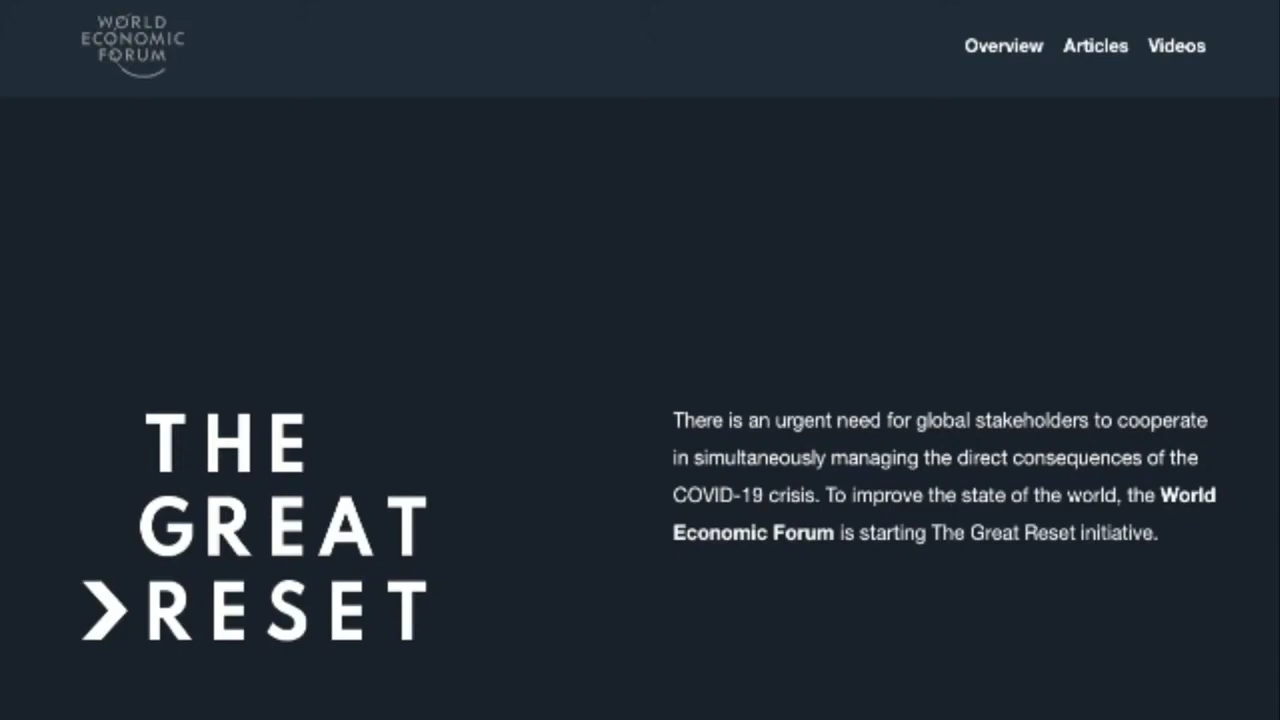 WORLD
ECONOMIC
FORUM
Overview Articles Videos
THE
GREAT
RESET
There is an urgent need for global stakeholders to cooperate
in simultaneously managing the direct consequences of the
COVID-19 crisis. To improve the state of the world, the World
Economic Forum is starting The Great Reset initiative.